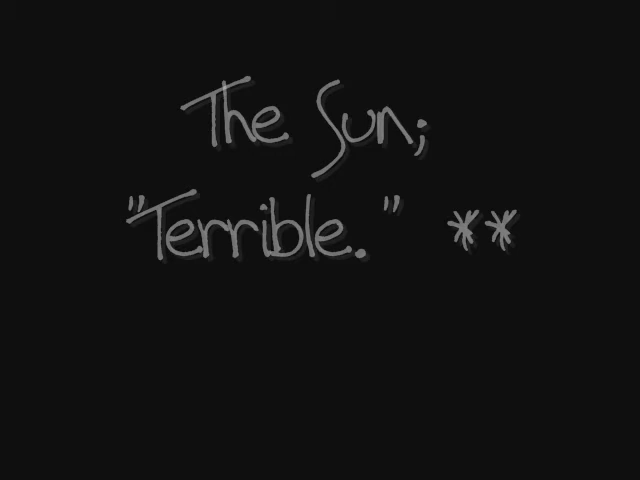 The Sun;
"Terrible." **